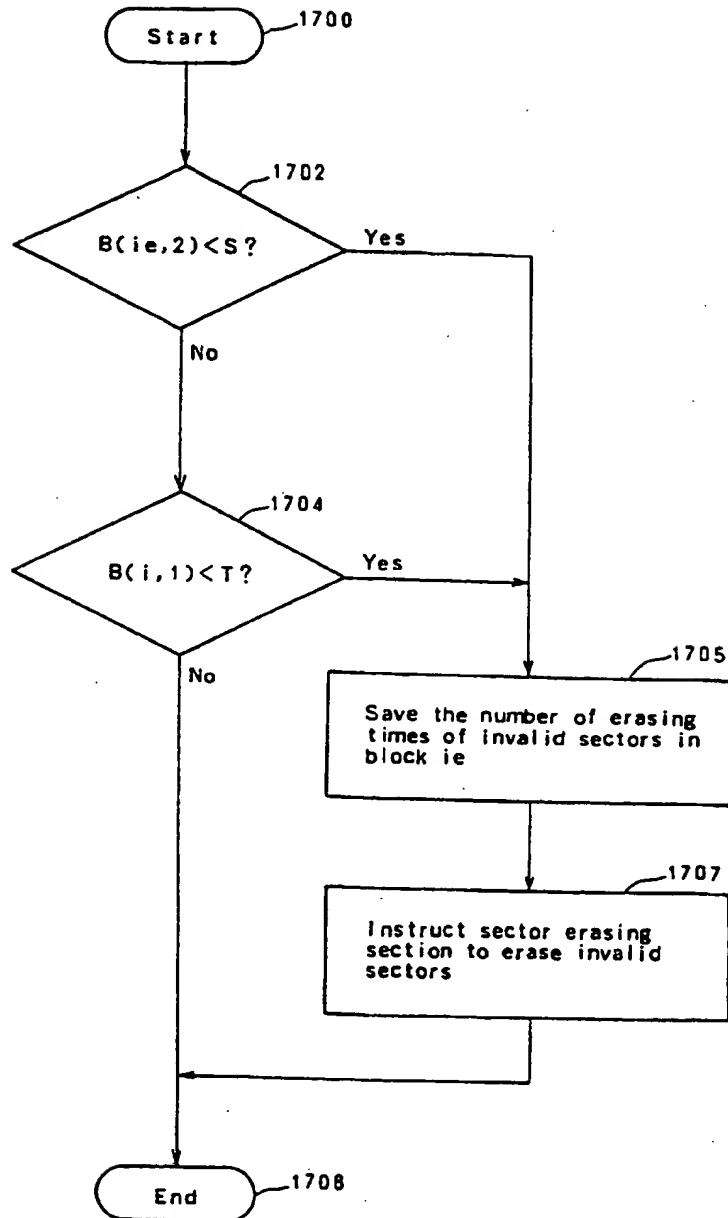 Start
1700
1702
B(ie,2)<S?
Yes
No
1704
B(i,1)<T?
Yes
No
1705
Save the number of erasing
times of invalid sectors in
block ie
1707
Instruct sector erasing
section to erase invalid
sectors
End
1708